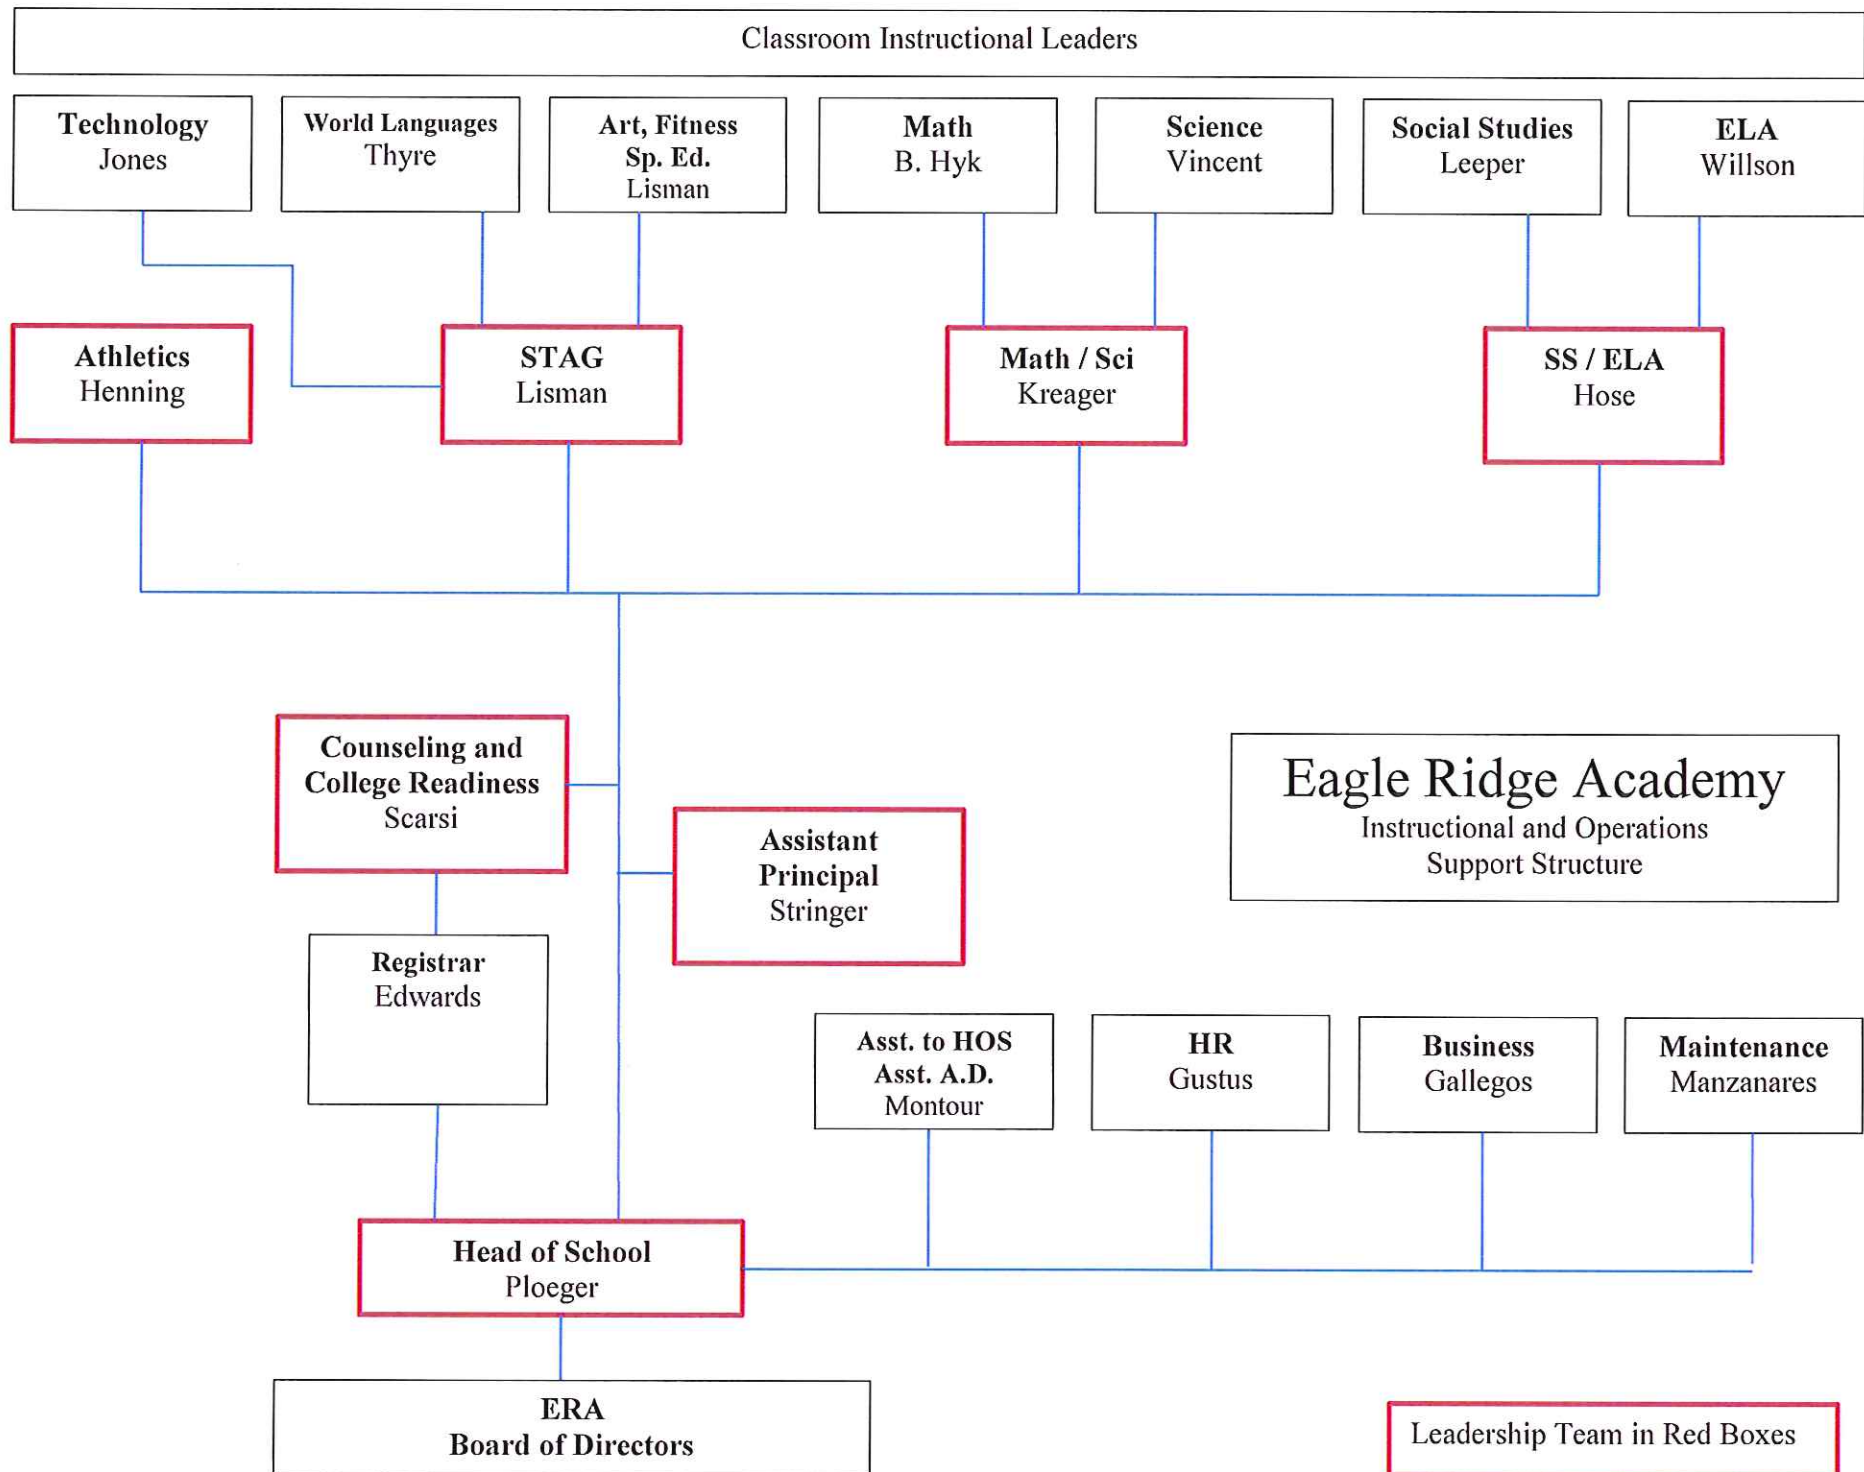 Classroom Instructional Leaders
Technology
Jones
World Languages
Thyre
Art, Fitness
Sp. Ed.
Lisman
Math
B. Hyk
Science
Vincent
Social Studies
Leeper
ELA
Willson
Athletics
Henning
STAG
Lisman
Math / Sci
Kreager
SS / ELA
Hose
Counseling and
College Readiness
Scarsi
Assistant
Principal
Stringer
Eagle Ridge Academy
Instructional and Operations
Support Structure
Registrar
Edwards
Asst. to HOS
Asst. A.D.
Montour
HR
Gustus
Business
Gallegos
Maintenance
Manzanares
Head of School
Ploeger
ERA
Board of Directors
Leadership Team in Red Boxes